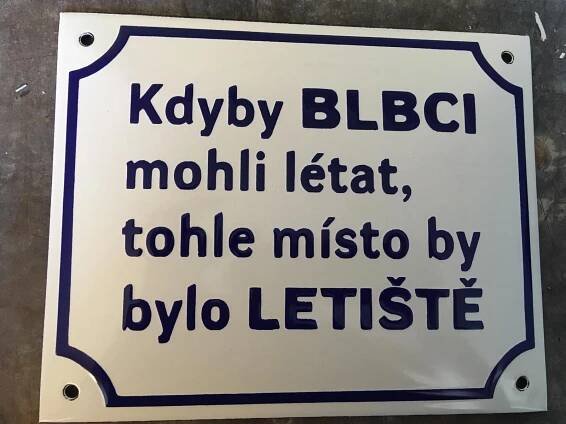 Kdyby BLBCI
mohli létat,
tohle místo by
bylo LETIŠTĚ